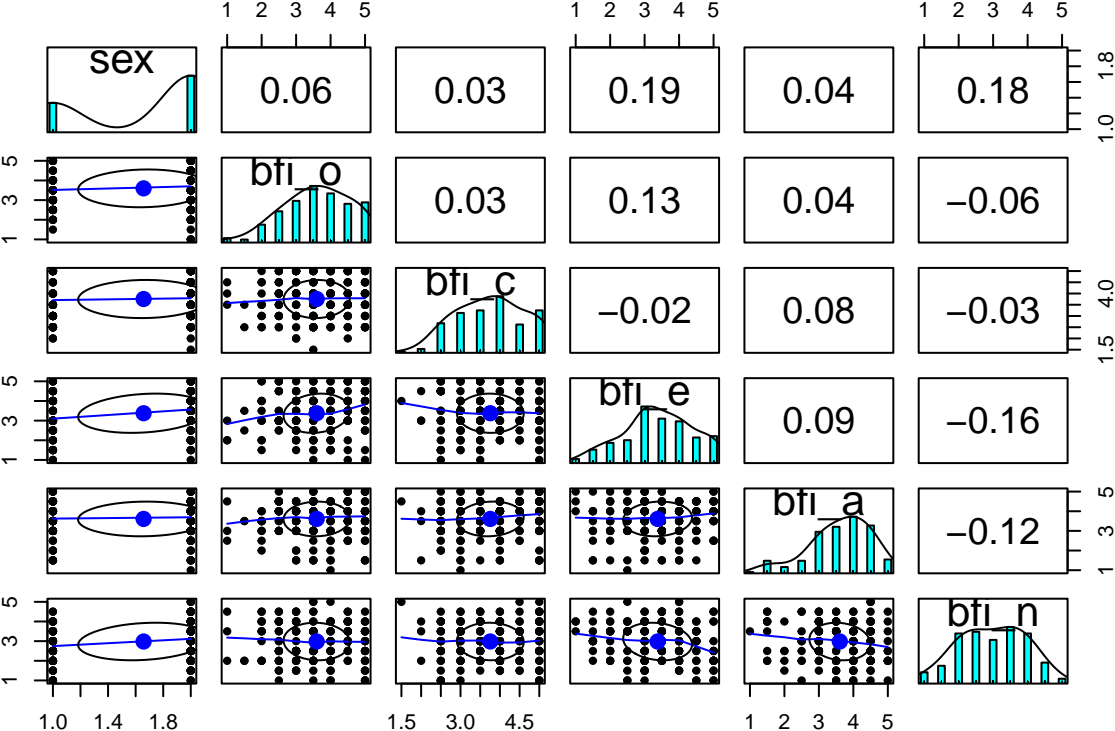 1 2 3 4 5 1 2 3 4 5 1 2 3 4 5
sex 0.06 0.03 0.19 0.04 0.18 1.0 1.8
1 3 5 bfi_o 0.03 0.13 0.04 −0.06
bfi_c −0.02 0.08 −0.03 1.5 4.0
1 3 5 bfi_e 0.09 −0.16
bfi_a −0.12 1 3 5
1 3 5 bfi_n
1.0 1.4 1.8 1.5 3.0 4.5 1 2 3 4 5